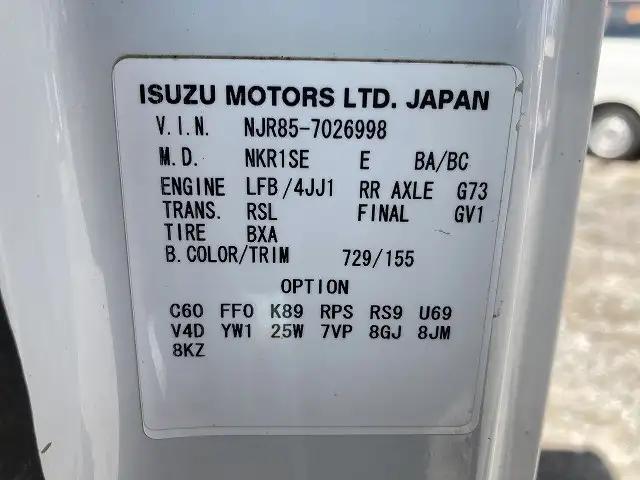 ISUZU MOTORS LTD. JAPAN
V.I.N. NJR85-7026998
M.D. NKR1SE E BA/BC
ENGINE LFB/4JJ1 RR AXLE G73
TRANS. RSL FINAL GV1
TIRE BXA
B.COLOR/TRIM 729/155
OPTION
C60 FF0 K89 RPS RS9 U69
V4D YW1 25W 7VP 8GJ 8JM
8KZ